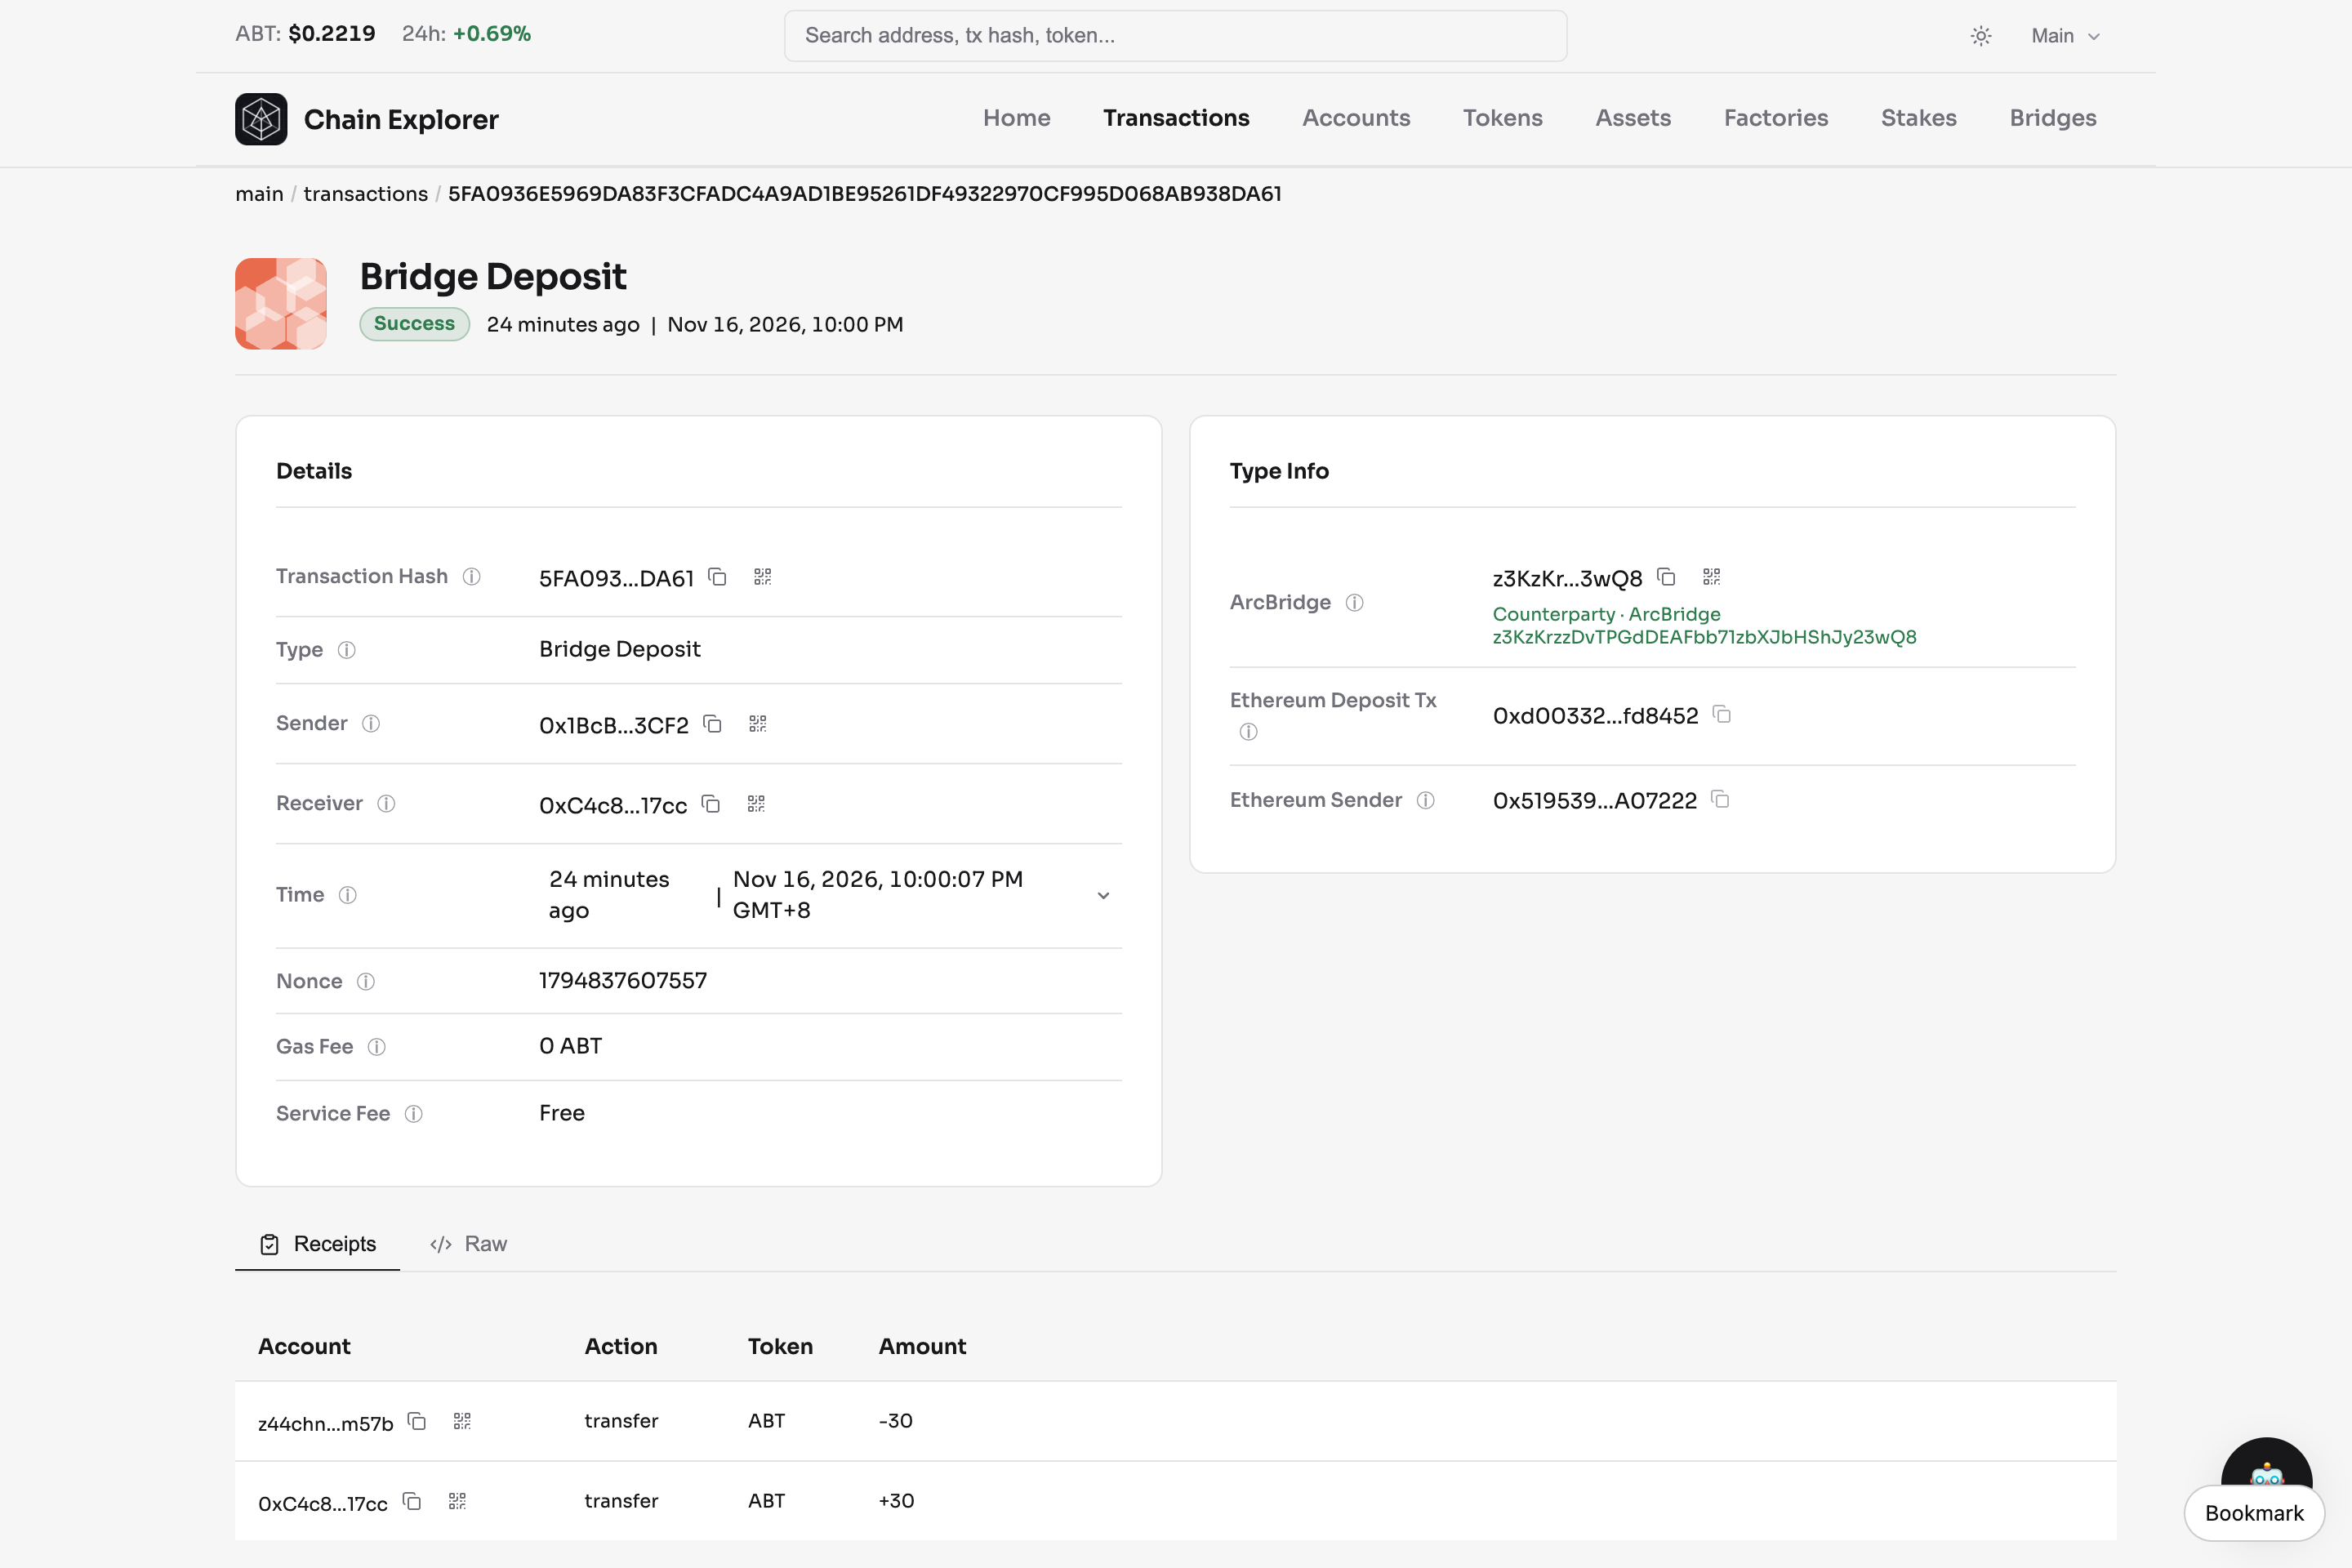 ABT: $0.2219 24h: +0.69%
Search address, tx hash, token...
Main
Chain Explorer
Home Transactions Accounts Tokens Assets Factories Stakes Bridges
main / transactions / 5FA0936E5969DA83F3CFADC4A9AD1BE95261DF49322970CF995D068AB938DA61
Bridge Deposit
Success 24 minutes ago | Nov 16, 2026, 10:00 PM
Details
Transaction Hash 5FA093...DA61
Type Bridge Deposit
Sender 0x1BcB...3CF2
Receiver 0xC4c8...17cc
Time 24 minutes ago | Nov 16, 2026, 10:00:07 PM GMT+8
Nonce 1794837607557
Gas Fee 0 ABT
Service Fee Free
Type Info
ArcBridge z3KzKr...3wQ8
Counterparty · ArcBridge
z3KzKrzzDvTPGdDEAFbb71zbXJbHShJy23wQ8
Ethereum Deposit Tx 0xd00332...fd8452
Ethereum Sender 0x519539...A07222
Receipts Raw
Account Action Token Amount
z44chn...m57b transfer ABT -30
0xC4c8...17cc transfer ABT +30
Bookmark